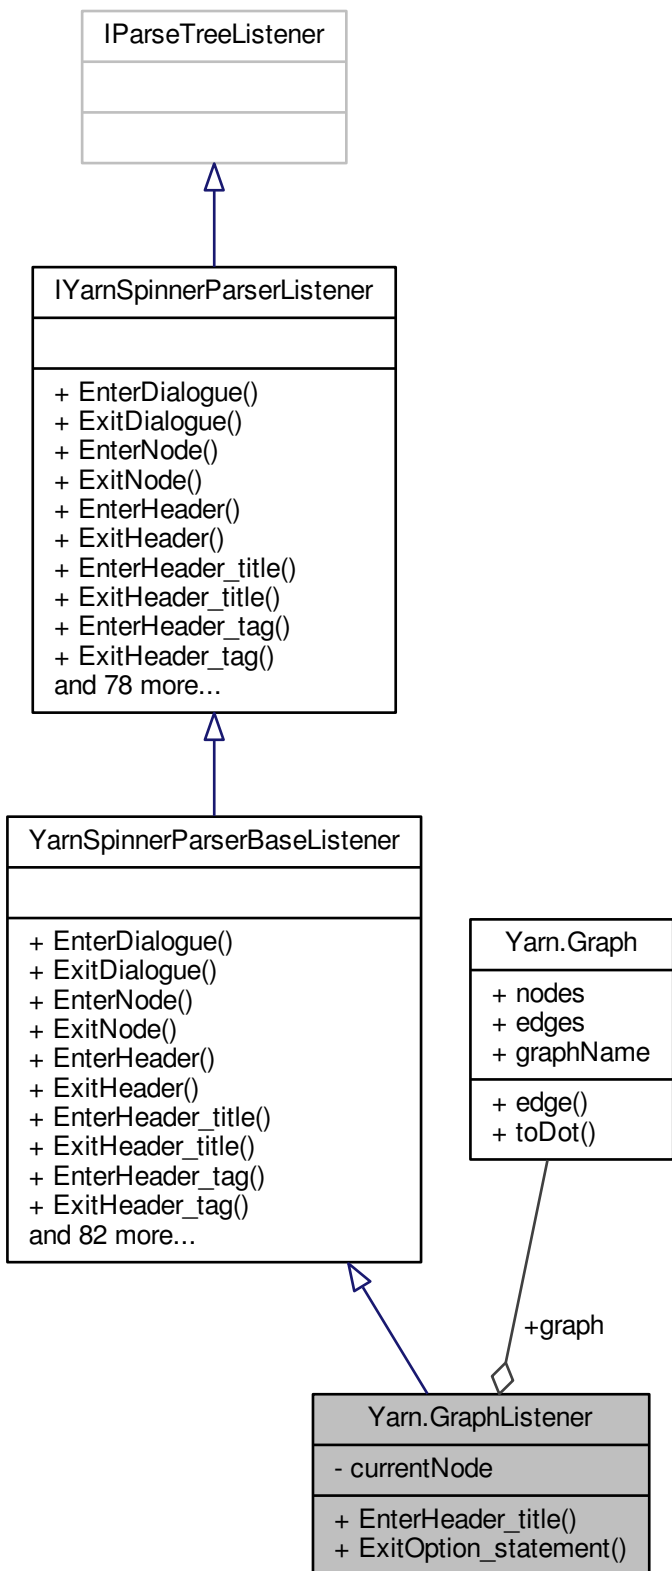 IParseTreeListener
IYarnSpinnerParserListener
+ EnterDialogue()
+ ExitDialogue()
+ EnterNode()
+ ExitNode()
+ EnterHeader()
+ ExitHeader()
+ EnterHeader_title()
+ ExitHeader_title()
+ EnterHeader_tag()
+ ExitHeader_tag()
and 78 more...
YarnSpinnerParserBaseListener
+ EnterDialogue()
+ ExitDialogue()
+ EnterNode()
+ ExitNode()
+ EnterHeader()
+ ExitHeader()
+ EnterHeader_title()
+ ExitHeader_title()
+ EnterHeader_tag()
+ ExitHeader_tag()
and 82 more...
Yarn.Graph
+ nodes
+ edges
+ graphName
+ edge()
+ toDot()
+graph
Yarn.GraphListener
- currentNode
+ EnterHeader_title()
+ ExitOption_statement()